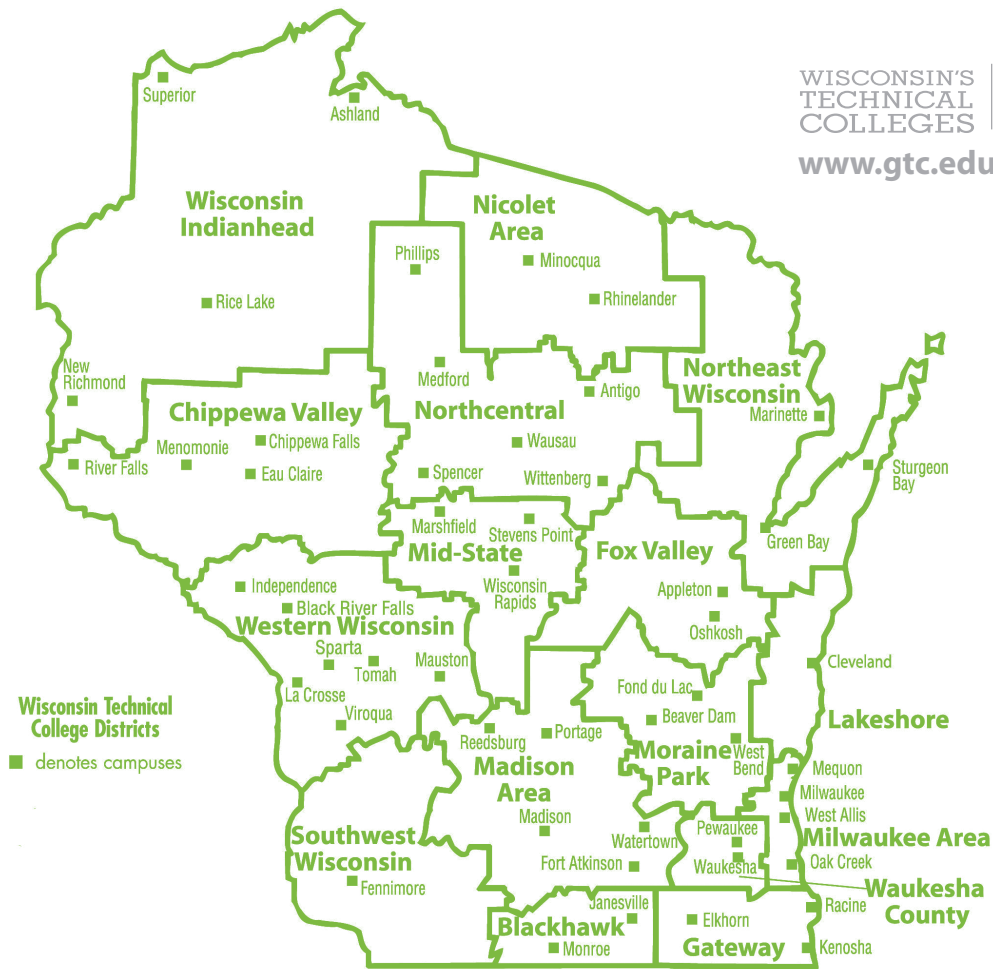 WISCONSIN'S
TECHNICAL
COLLEGES
www.gtc.edu
Superior
Ashland
Wisconsin
Indianhead
Nicolet
Area
Phillips
Minocqua
Rice Lake
Rhinelander
New
Richmond
Medford
Northeast
Wisconsin
Antigo
Chippewa Valley
Northcentral
Marinette
Chippewa Falls
Wausau
Menomonie
River Falls
Eau Claire
Spencer
Wittenberg
Sturgeon
Bay
Marshfield
Stevens Point
Mid-State
Fox Valley
Green Bay
Independence
Wisconsin
Rapids
Appleton
Black River Falls
Western Wisconsin
Oshkosh
Sparta
Tomah
Mauston
Cleveland
La Crosse
Fond du Lac
Wisconsin Technical
College Districts
denotes campuses
Viroqua
Beaver Dam
Lakeshore
Reedsburg
Portage
Moraine
Park
West
Bend
Madison
Area
Mequon
Milwaukee
Madison
West Allis
Watertown
Pewaukee
Milwaukee Area
Southwest
Wisconsin
Fort Atkinson
Waukesha
Oak Creek
Fennimore
Waukesha
County
Janesville
Racine
Blackhawk
Elkhorn
Monroe
Gateway
Kenosha